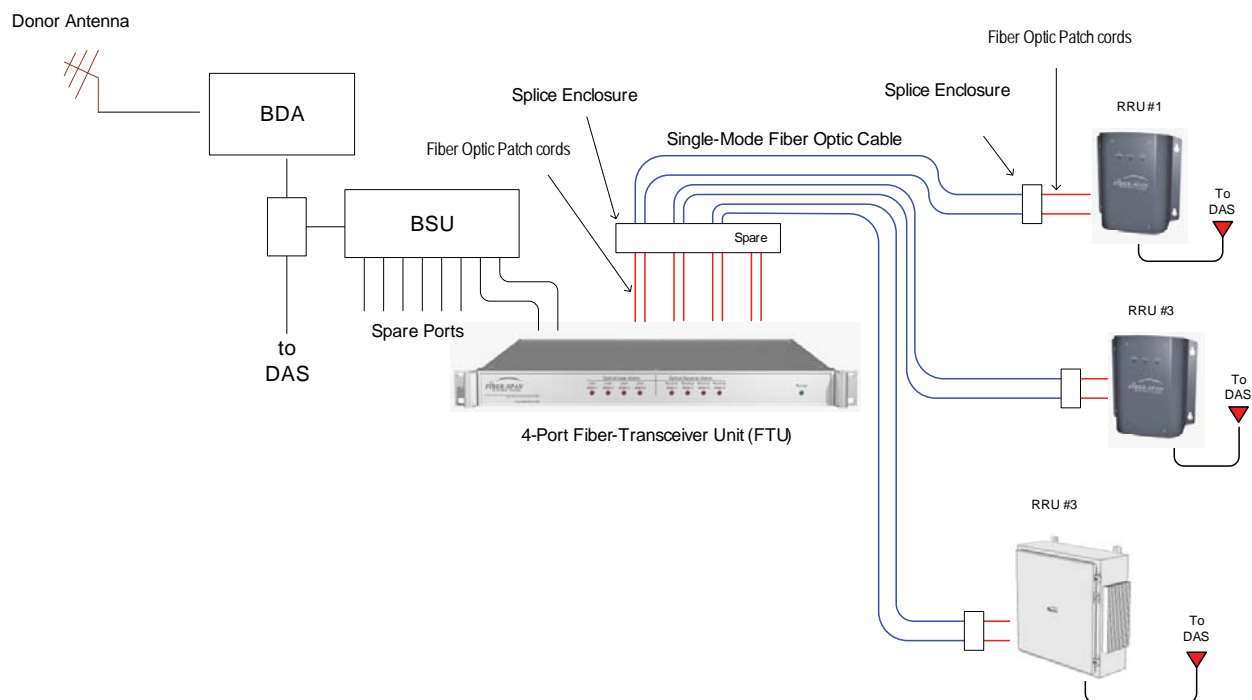 Donor Antenna
BDA
BSU
Spare Ports
to
DAS
Fiber Optic Patch cords
Splice Enclosure
Single-Mode Fiber Optic Cable
Spare
Splice Enclosure
Fiber Optic Patch cords
RRU #1
To
DAS
RRU #3
To
DAS
FIBER-SPAN
4-Port Fiber-Transceiver Unit (FTU)
RRU #3
To
DAS